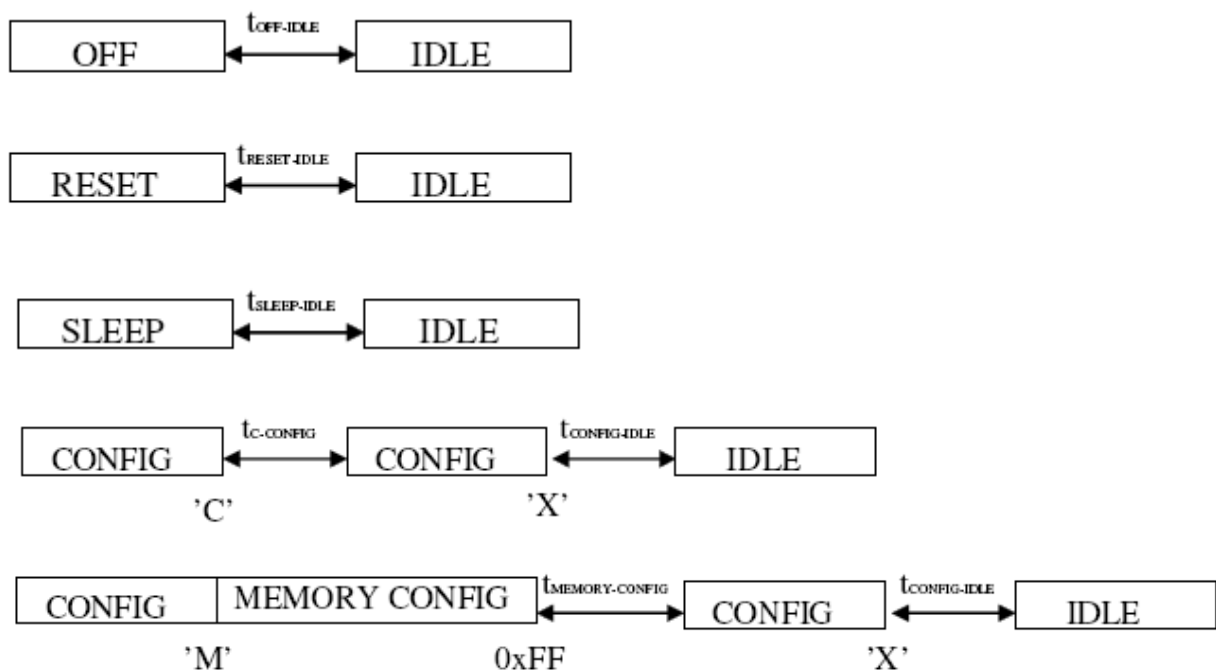 tOFF-IDLE
OFF IDLE
tRESET-IDLE
RESET IDLE
tSLEEP-IDLE
SLEEP IDLE
tC-CONFIG tCONFIG-IDLE
CONFIG CONFIG IDLE
'C' 'X'
tMEMORY-CONFIG tCONFIG-IDLE
CONFIG MEMORY CONFIG CONFIG IDLE
'M' 0xFF 'X'